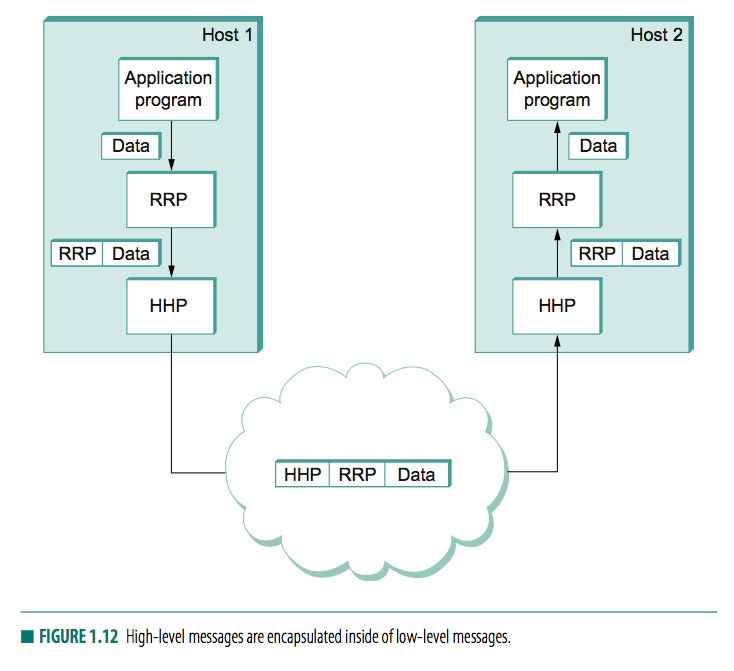 Host 1
Application
program
Data
RRP
RRP Data
HHP
Host 2
Application
program
Data
RRP
RRP Data
HHP
HHP RRP Data
FIGURE 1.12 High-level messages are encapsulated inside of low-level messages.